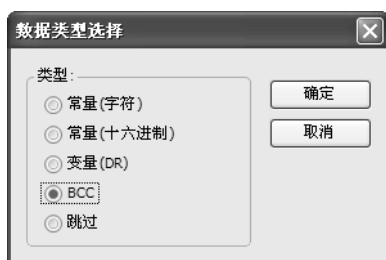 数据类型选择
类型:
常量(字符)
常量(十六进制)
变量(DR)
BCC
跳过
确定
取消